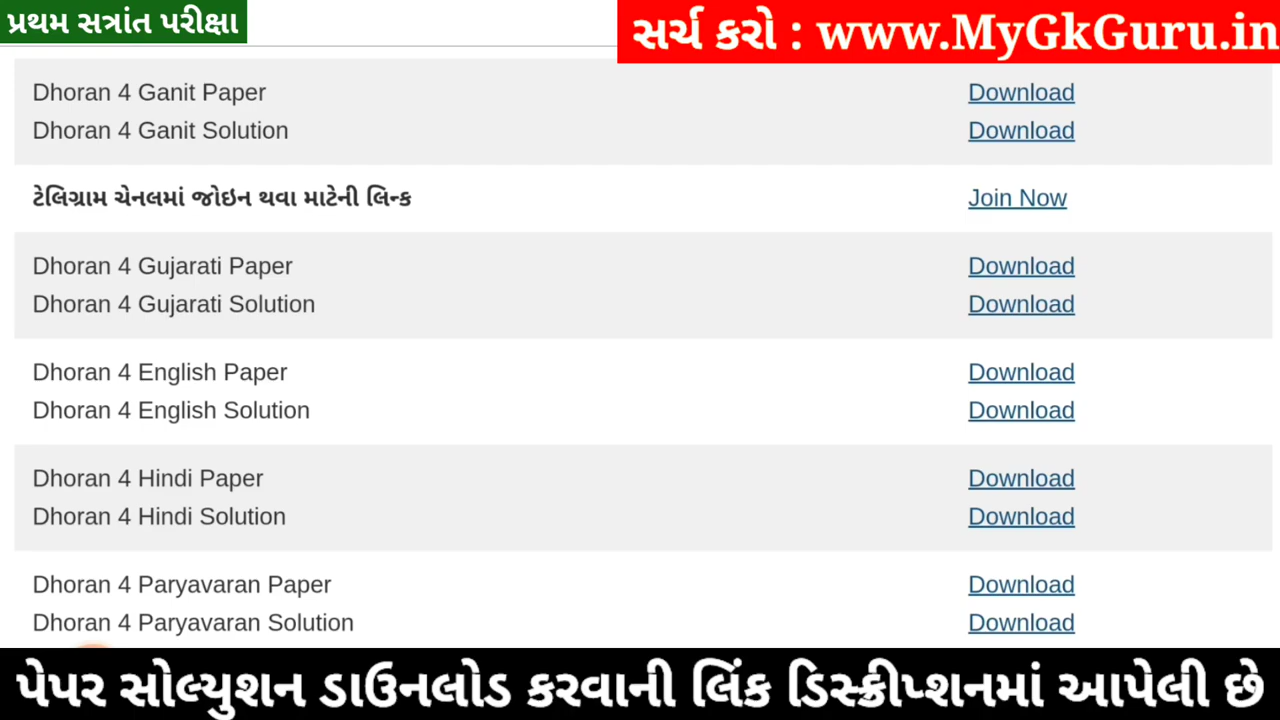 પ્રથમ સત્રાંત પરીક્ષા
સર્ચ કરો : www.MyGkGuru.in
Dhoran 4 Ganit Paper Download
Dhoran 4 Ganit Solution Download
ટેલિગ્રામ ચેનલમાં જોઇન થવા માટેની લિન્ક Join Now
Dhoran 4 Gujarati Paper Download
Dhoran 4 Gujarati Solution Download
Dhoran 4 English Paper Download
Dhoran 4 English Solution Download
Dhoran 4 Hindi Paper Download
Dhoran 4 Hindi Solution Download
Dhoran 4 Paryavaran Paper Download
Dhoran 4 Paryavaran Solution Download
પેપર સોલ્યુશન ડાઉનલોડ કરવાની લિંક ડિસ્ક્રીપ્શનમાં આપેલી છે